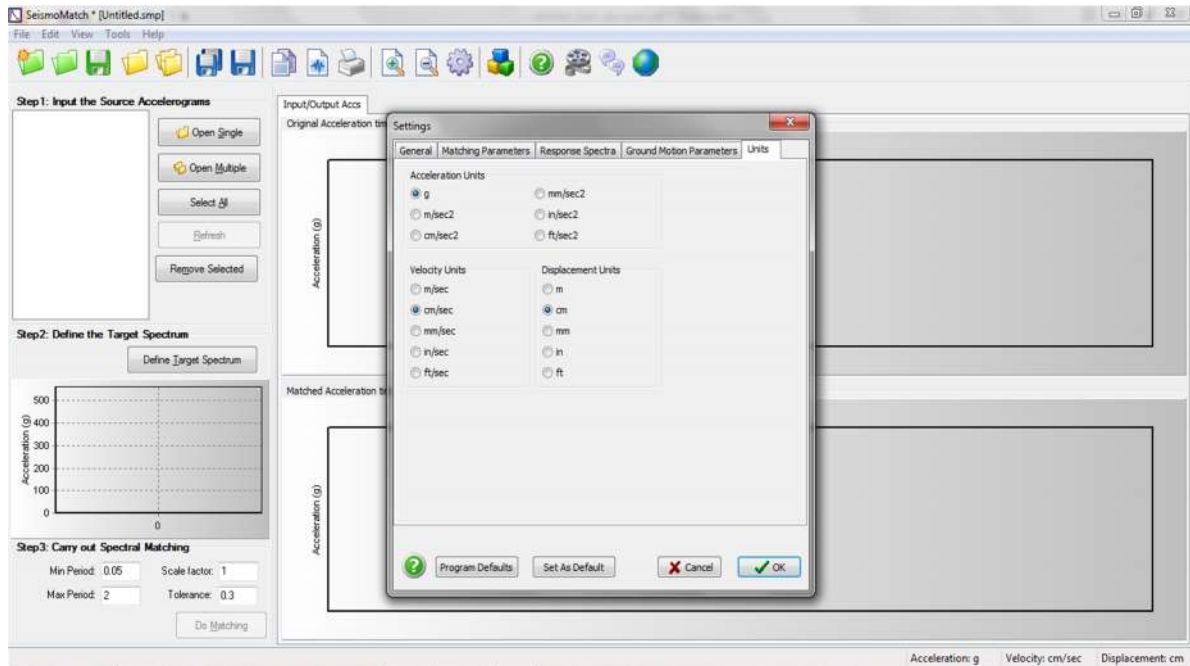 SeismoMatch * [Untitled.smp]
File Edit View Tools Help
Step1: Input the Source Accelerograms
Open Single
Open Multiple
Select All
Refresh
Remove Selected
Step2: Define the Target Spectrum
Define Target Spectrum
500
400
300
200
100
0
0
Acceleration (g)
Step3: Carry out Spectral Matching
Min Period: 0.05 Scale factor: 1
Max Period: 2 Tolerance: 0.3
Do Matching
Input/Output Accs
Original Acceleration
Acceleration (g)
Matched Acceleration
Acceleration (g)
Settings
General Matching Parameters Response Spectra Ground Motion Parameters Units
Acceleration Units
g mm/sec2
m/sec2 in/sec2
cm/sec2 ft/sec2
Velocity Units Displacement Units
m/sec m
cm/sec cm
mm/sec mm
in/sec in
ft/sec ft
Program Defaults Set As Default Cancel OK
Acceleration: g Velocity: cm/sec Displacement: cm